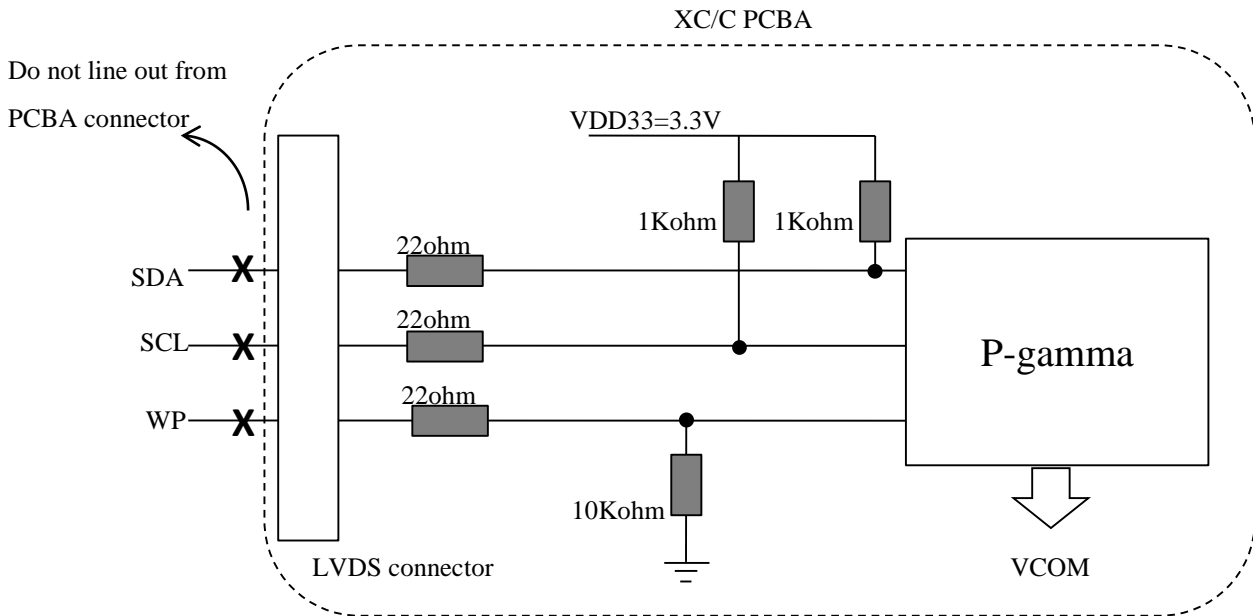 XC/C PCBA
Do not line out from
PCBA connector
VDD33=3.3V
1Kohm
1Kohm
22ohm
SDA
X
22ohm
SCL
X
P-gamma
22ohm
WP
X
10Kohm
LVDS connector
VCOM